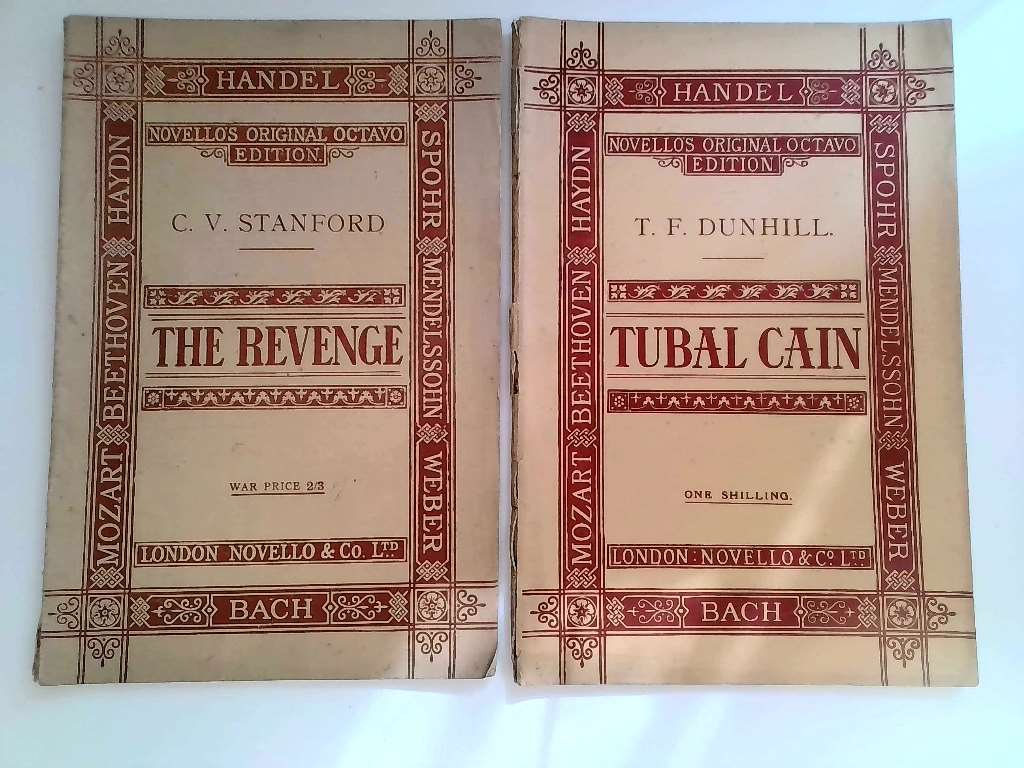 HANDEL
NOVELLO'S ORIGINAL OCTAVO
EDITION.
C. V. STANFORD
THE REVENGE
WAR PRICE 2/3
LONDON NOVELLO & Co. LTD
BACH
MOZART BEETHOVEN HAYDN
SPOHR MENDELSSOHN WEBER
HANDEL
NOVELLO'S ORIGINAL OCTAVO
EDITION.
T. F. DUNHILL.
TUBAL CAIN
ONE SHILLING.
LONDON: NOVELLO & Co. LTD
BACH
MOZART BEETHOVEN HAYDN
SPOHR MENDELSSOHN WEBER